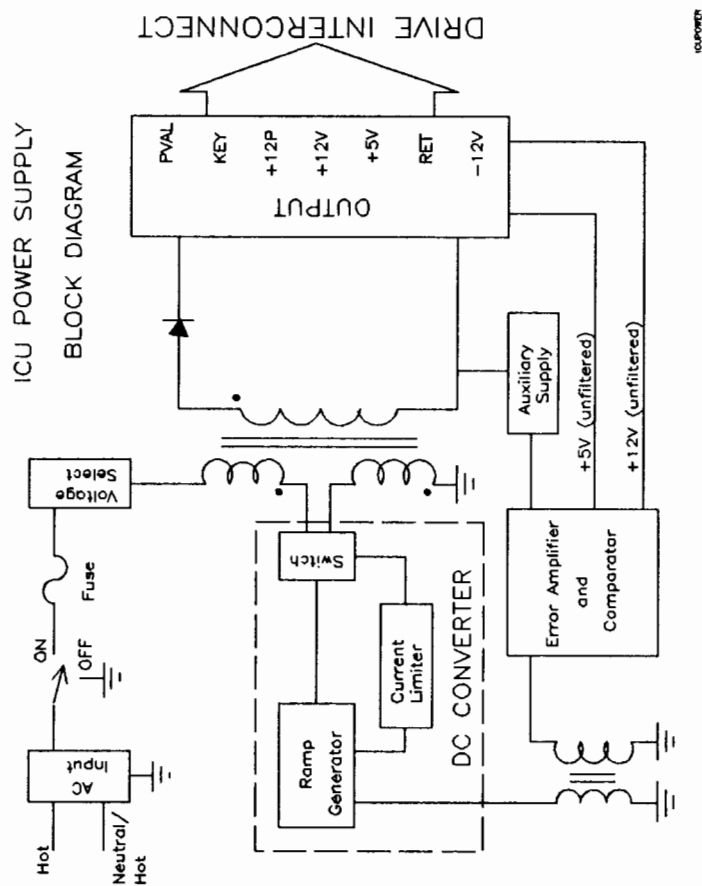 ICU POWER SUPPLY
BLOCK DIAGRAM
Hot
Neutral/
Hot
AC
Input
ON
OFF
Fuse
Voltage
Select
DRIVE INTERCONNECT
OUTPUT
PVAL
KEY
+12P
+12V
+5V
RET
-12V
Switch
Ramp
Generator
Current
Limiter
DC CONVERTER
Auxiliary
Supply
+5V (unfiltered)
+12V (unfiltered)
Error Amplifier
and
Comparator
ICUPOWER